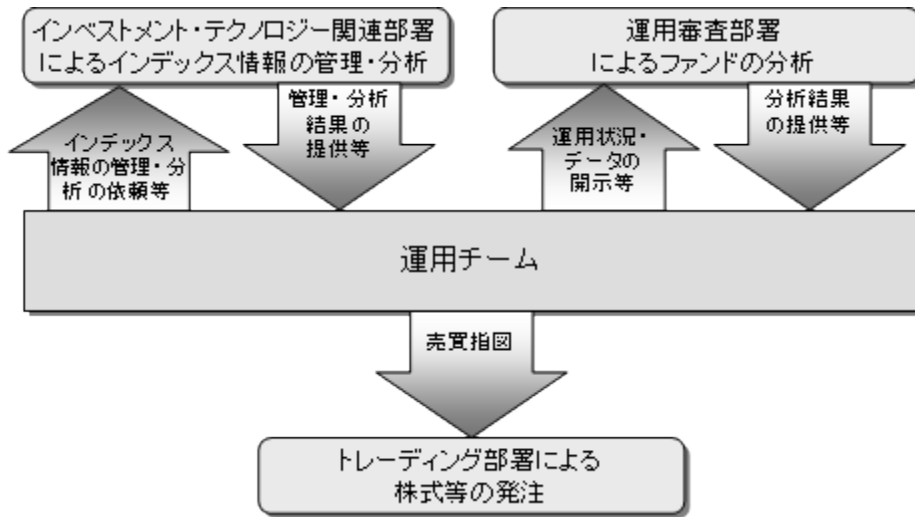 インベストメント・テクノロジー関連部署
によるインデックス情報の管理・分析
運用審査部署
によるファンドの分析
インデックス
情報の管理・分
析の依頼等
管理・分析
結果の
提供等
運用状況・
データの
開示等
分析結果
の提供等
運用チーム
売買指図
トレーディング部署による
株式等の発注